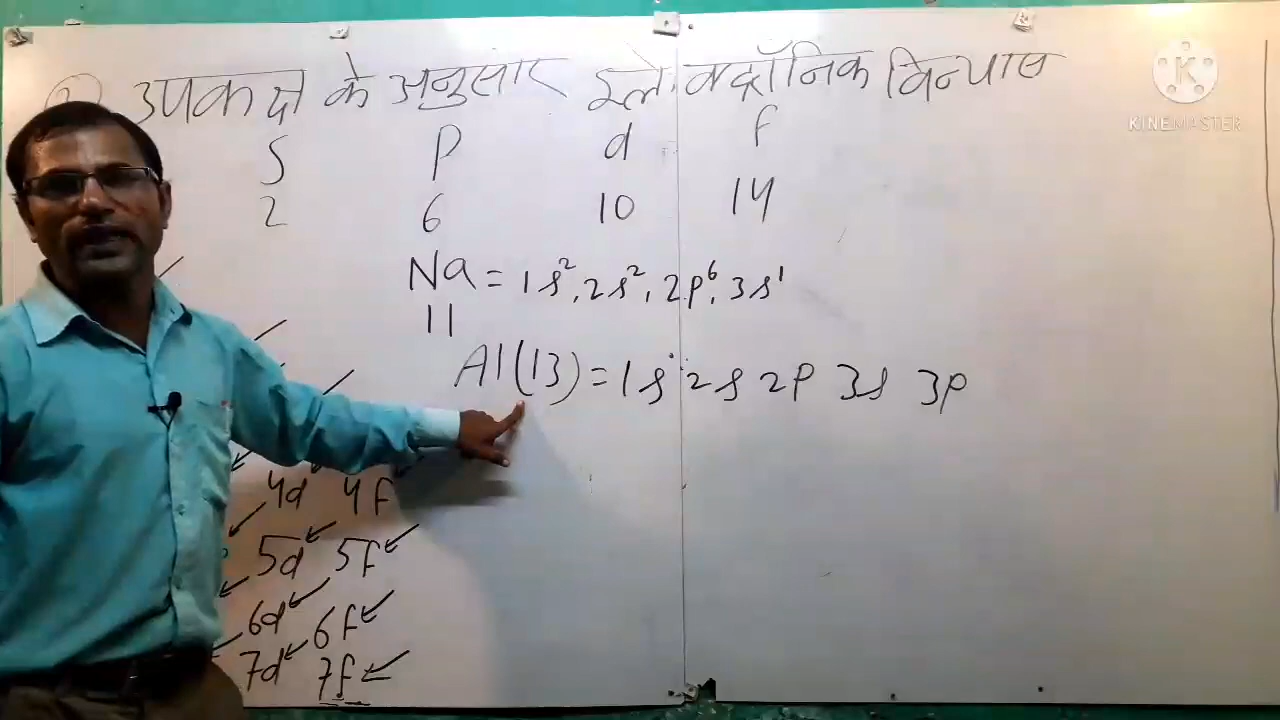 उपकक्ष के अनुसार इलेक्ट्रॉनिक विन्यास
S P d f
2 6 10 14
Na = 1s², 2s², 2p⁶, 3s¹
11
Al(13) = 1s 2s 2p 3s 3p
4d 4f
5d 5f
6d 6f
7d 7f
KINEMASTER